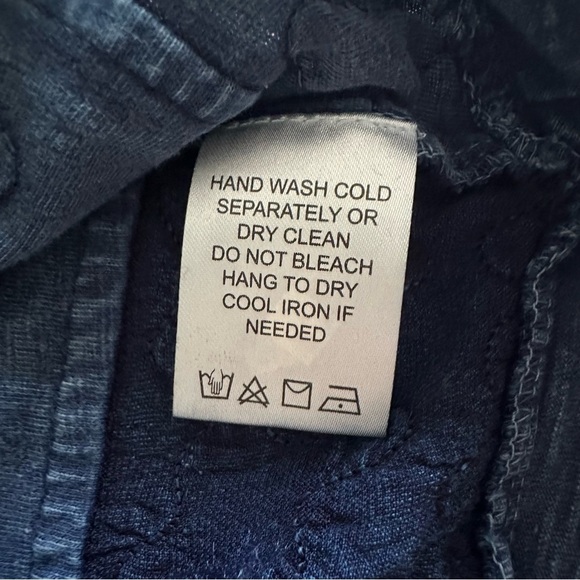 HAND WASH COLD
SEPARATELY OR
DRY CLEAN
DO NOT BLEACH
HANG TO DRY
COOL IRON IF
NEEDED